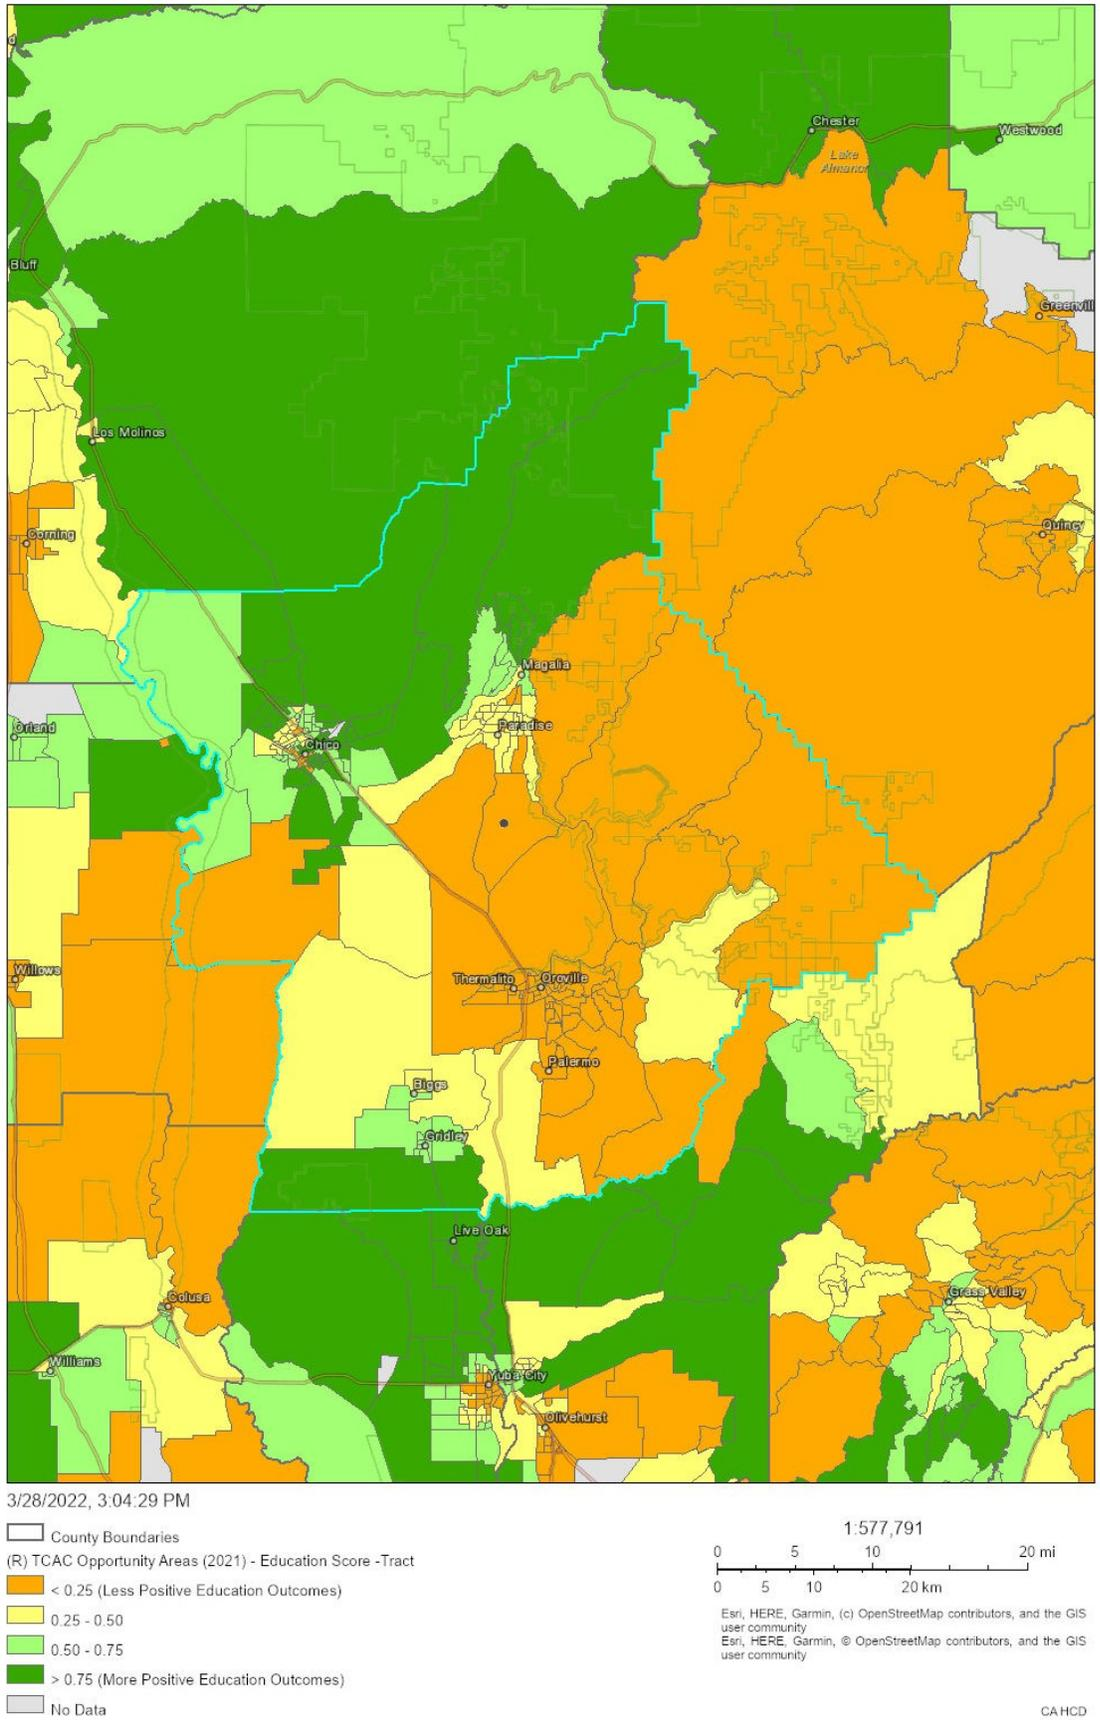 d
Chester
Westwood
Lake
Almanor
Bluff
Greenvill
Los Molinos
Corning
Quincy
Magalia
Orland
Paradise
Chico
Willows
Thermalito
Oroville
Palermo
Biggs
Gridley
Live Oak
Colusa
Grass Valley
Williams
Yuba City
Olivehurst
3/28/2022, 3:04:29 PM
County Boundaries
(R) TCAC Opportunity Areas (2021) - Education Score -Tract
< 0.25 (Less Positive Education Outcomes)
0.25 - 0.50
0.50 - 0.75
> 0.75 (More Positive Education Outcomes)
No Data
1:577,791
0 5 10 20 mi
0 5 10 20 km
Esri, HERE, Garmin, (c) OpenStreetMap contributors, and the GIS
user community
Esri, HERE, Garmin, © OpenStreetMap contributors, and the GIS
user community
CA HCD